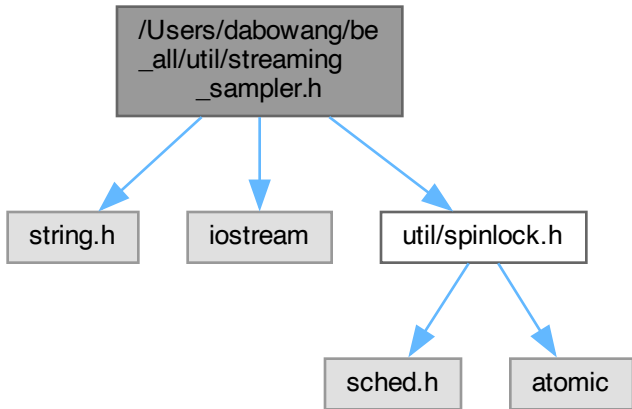 /Users/dabowang/be
_all/util/streaming
_sampler.h
string.h
iostream
util/spinlock.h
sched.h
atomic